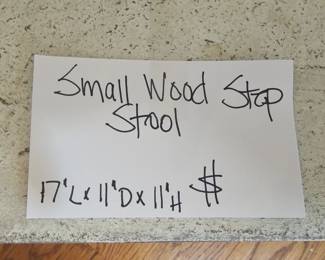 Small Wood Step
Stool
17"L x 11"D x 11"H $